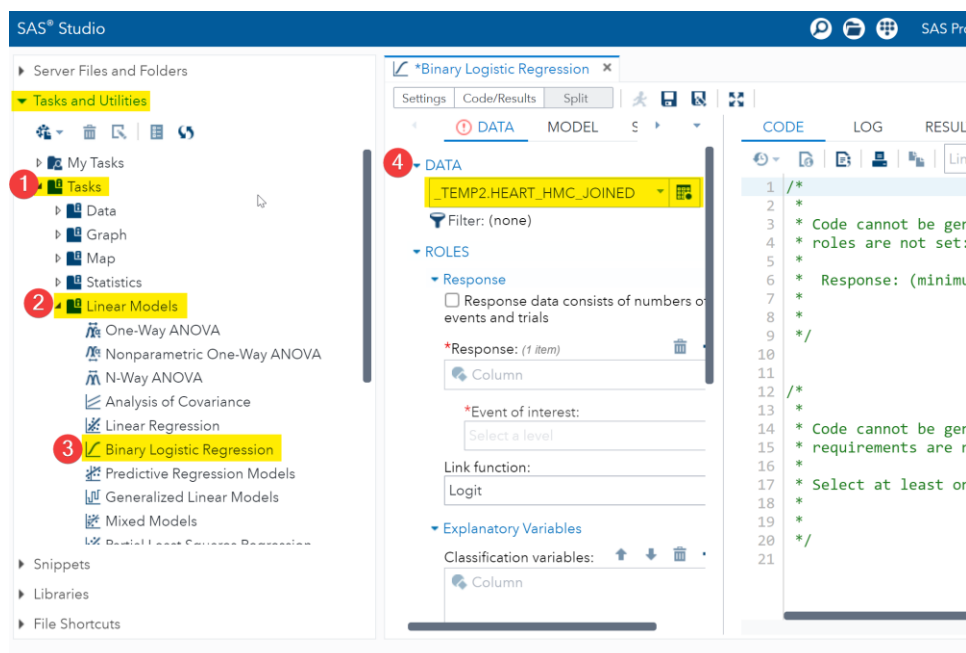 SAS® Studio
SAS Pro
Server Files and Folders
Tasks and Utilities
My Tasks
1
Tasks
Data
Graph
Map
Statistics
2
Linear Models
One-Way ANOVA
Nonparametric One-Way ANOVA
N-Way ANOVA
Analysis of Covariance
Linear Regression
3
Binary Logistic Regression
Predictive Regression Models
Generalized Linear Models
Mixed Models
Partial Least Squares Regression
Snippets
Libraries
File Shortcuts
*Binary Logistic Regression
Settings
Code/Results
Split
DATA
MODEL
S
4
DATA
_TEMP2.HEART_HMC_JOINED
Filter: (none)
ROLES
Response
Response data consists of numbers of
events and trials
*Response: (1 item)
Column
*Event of interest:
Select a level
Link function:
Logit
Explanatory Variables
Classification variables:
Column
CODE
LOG
RESUL
Lin
1 /*
2 *
3 * Code cannot be gen
4 * roles are not set:
5 *
6 * Response: (minimu
7 *
8 *
9 */
10
11
12 /*
13 *
14 * Code cannot be gen
15 * requirements are n
16 *
17 * Select at least on
18 *
19 *
20 */
21